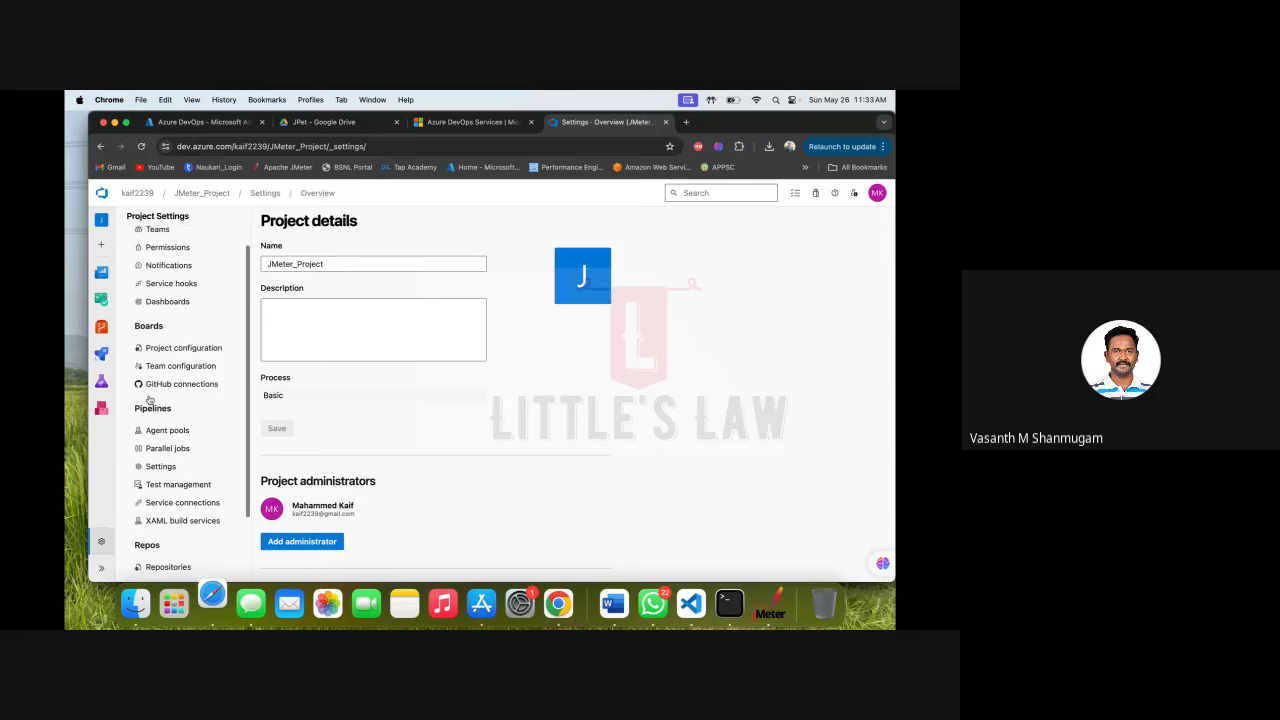 Chrome File Edit View History Bookmarks Profiles Tab Window Help Sun May 26 11:33 AM
Azure DevOps - Microsoft A JPet - Google Drive Azure DevOps Services | Mic Settings · Overview (JMeter_
dev.azure.com/kaif2239/JMeter_Project/_settings/ Relaunch to update
Gmail YouTube Naukari_Login Apache JMeter BSNL Portal Tap Academy Home - Microsoft... Performance Engi... Amazon Web Servi... APPSC » All Bookmarks
kaif2239 / JMeter_Project / Settings / Overview Search MK
J
Project Settings
Teams
Permissions
Notifications
Service hooks
Dashboards
Boards
Project configuration
Team configuration
GitHub connections
Pipelines
Agent pools
Parallel jobs
Settings
Test management
Service connections
XAML build services
Repos
Repositories
Project details
Name
JMeter_Project
J
Description
Process
Basic
Save
L
LITTLE'S LAW
Project administrators
MK Mahammed Kaif
kaif2239@gmail.com
Add administrator
1
22
Meter
Vasanth M Shanmugam